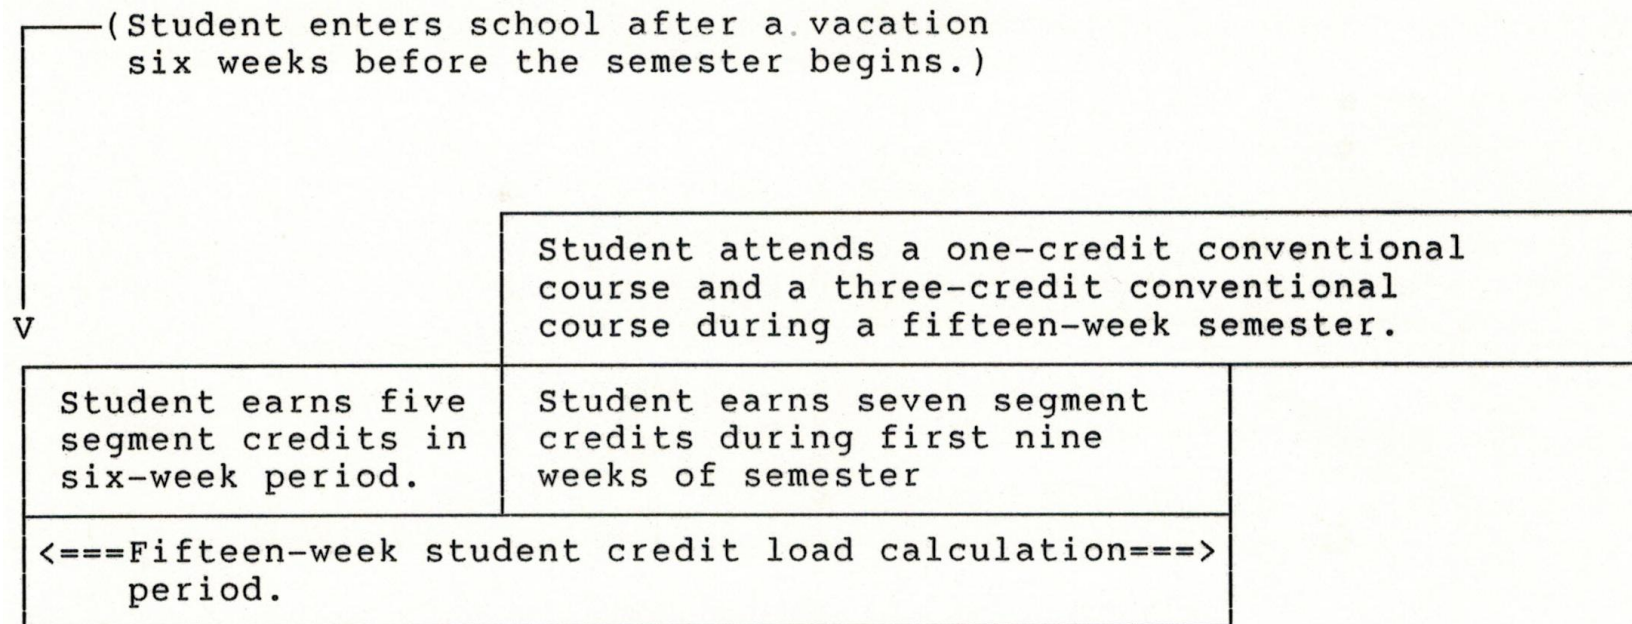 (Student enters school after a vacation
six weeks before the semester begins.)
V
Student attends a one-credit conventional
course and a three-credit conventional
course during a fifteen-week semester.
Student earns five
segment credits in
six-week period.
Student earns seven segment
credits during first nine
weeks of semester
<===Fifteen-week student credit load calculation===>
period.